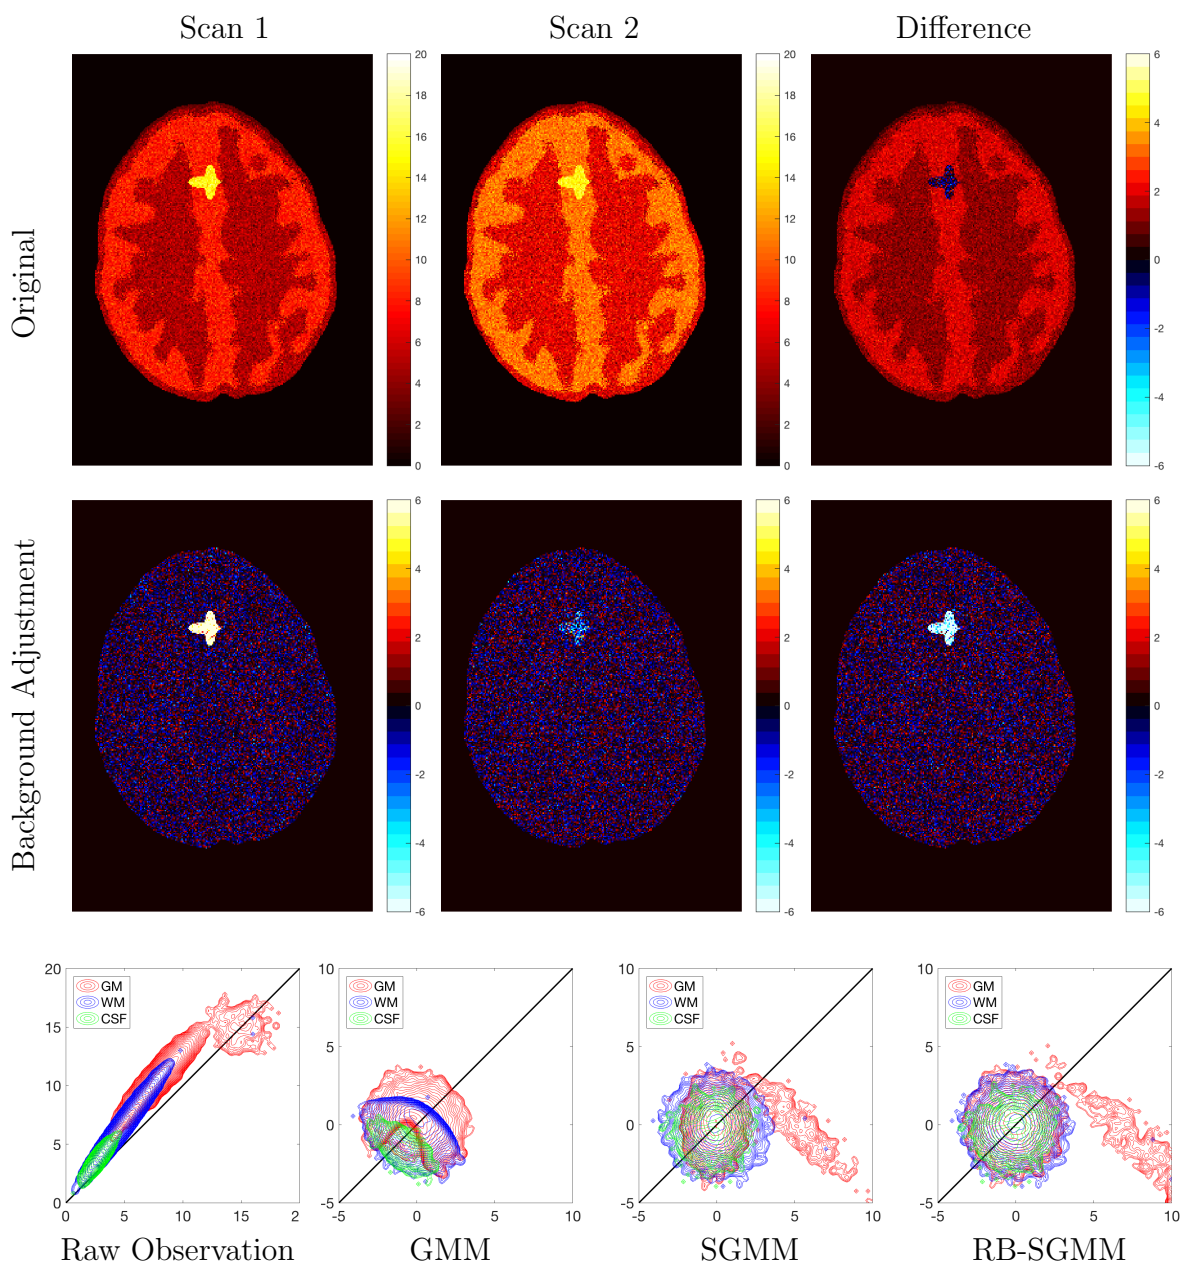 Scan 1 Scan 2 Difference
Original
20 18 16 14 12 10 8 6 4 2 0
20 18 16 14 12 10 8 6 4 2 0
6 4 2 0 -2 -4 -6
Background Adjustment
6 4 2 0 -2 -4 -6
6 4 2 0 -2 -4 -6
6 4 2 0 -2 -4 -6
20 15 10 5 0
GM
WM
CSF
0 5 10 15 2
10 5 0 -5
GM
WM
CSF
-5 0 5 10
10 5 0 -5
GM
WM
CSF
-5 0 5 10
10 5 0 -5
GM
WM
CSF
-5 0 5 10
Raw Observation GMM SGMM RB-SGMM